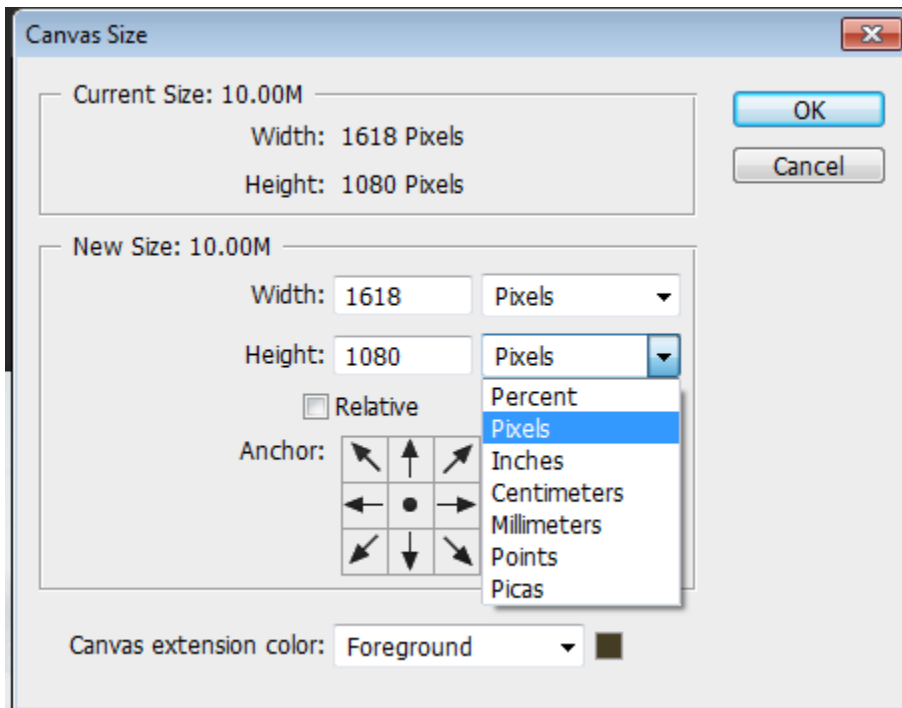 Canvas Size
Current Size: 10.00M
OK
Width: 1618 Pixels
Cancel
Height: 1080 Pixels
New Size: 10.00M
Width: 1618 Pixels
Height: 1080 Pixels
Percent
Relative
Pixels
Anchor:
Inches
Centimeters
Millimeters
Points
Picas
Canvas extension color: Foreground